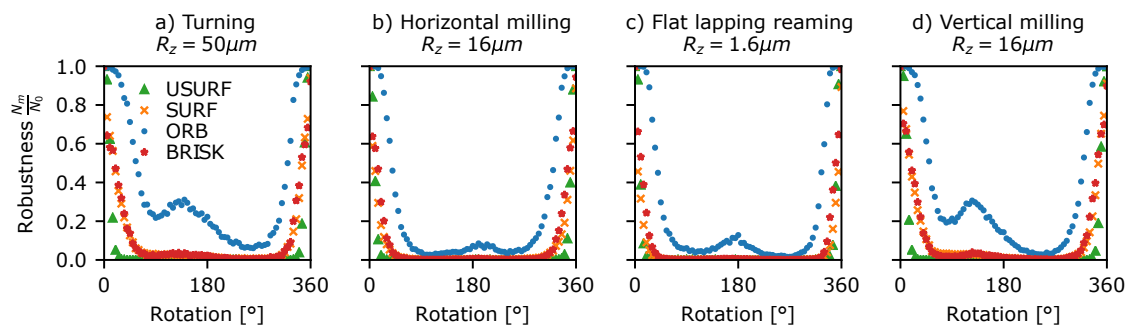 a) Turning
R_z = 50μm
b) Horizontal milling
R_z = 16μm
c) Flat lapping reaming
R_z = 1.6μm
d) Vertical milling
R_z = 16μm
Robustness N_m/N_0
1.0
0.8
0.6
0.4
0.2
0.0
USURF
SURF
ORB
BRISK
0 180 360
0 180 360
0 180 360
0 180 360
Rotation [°]
Rotation [°]
Rotation [°]
Rotation [°]